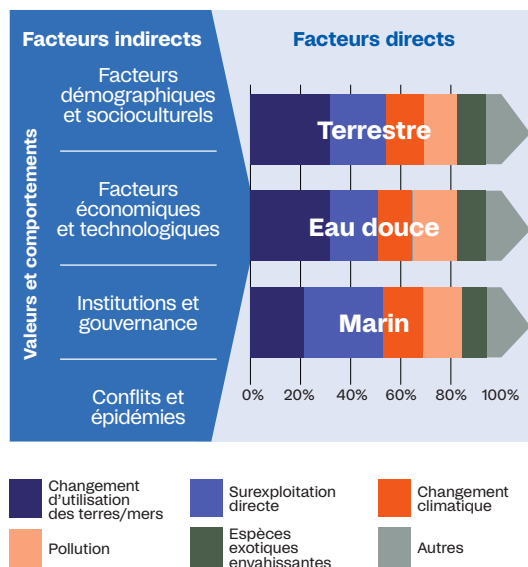 Facteurs indirects
Facteurs directs
Valeurs et comportements
Facteurs
démographiques
et socioculturels
Facteurs
économiques
et technologiques
Institutions et
gouvernance
Conflits et
épidémies
Terrestre
Eau douce
Marin
0%
20%
40%
60%
80%
100%
Changement
d'utilisation
des terres/mers
Surexploitation
directe
Changement
climatique
Pollution
Espèces
exotiques
envahissantes
Autres